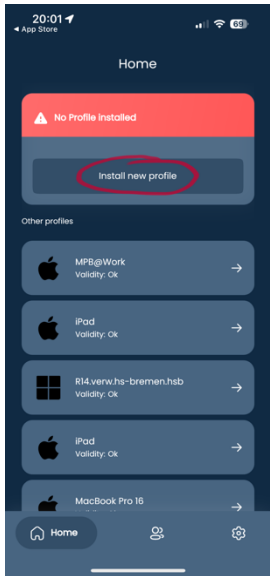 20:01
App Store
69
Home
No Profile installed
Install new profile
Other profiles
MPB@Work
Validity: Ok
iPad
Validity: Ok
R14.verw.hs-bremen.hsb
Validity: Ok
iPad
Validity: Ok
MacBook Pro 16
Home